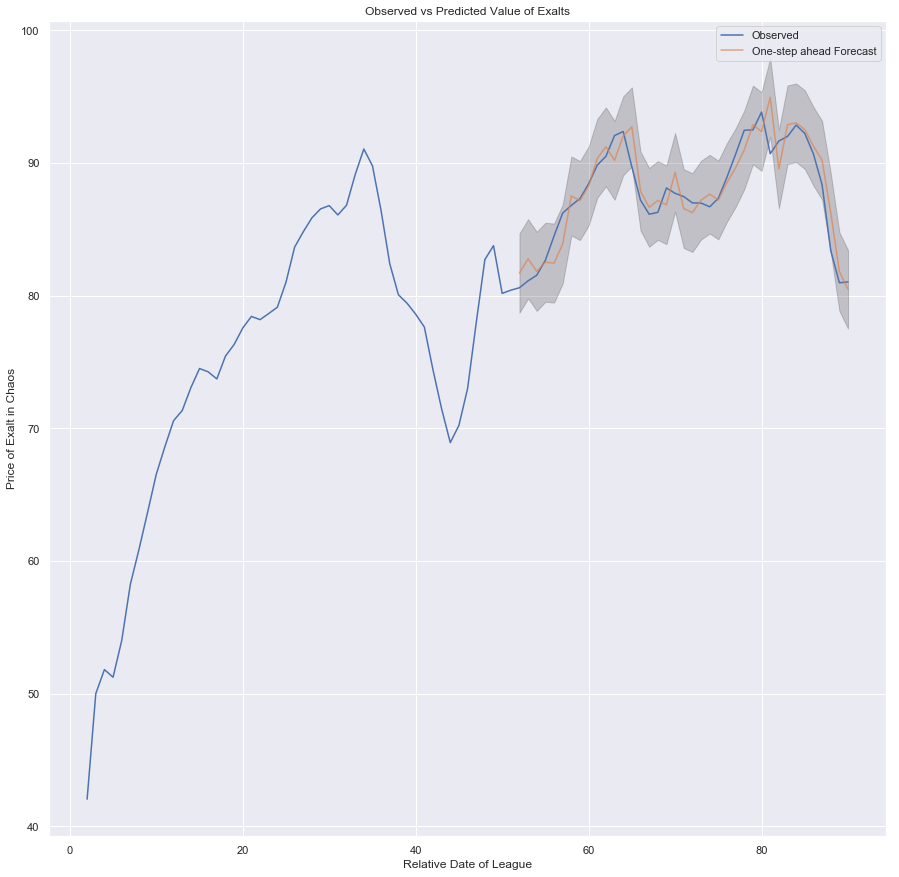 Observed vs Predicted Value of Exalts
Observed
One-step ahead Forecast
Price of Exalt in Chaos
100
90
80
70
60
50
40
0 20 40 60 80
Relative Date of League